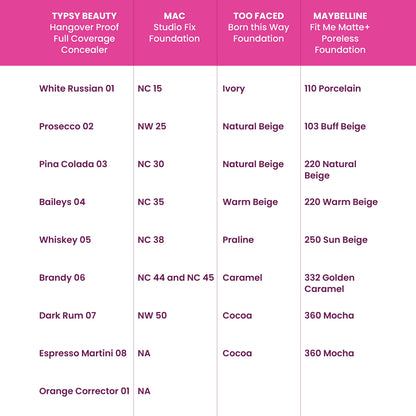 TYPSY BEAUTY
Hangover Proof
Full Coverage
Concealer
MAC
Studio Fix
Foundation
TOO FACED
Born this Way
Foundation
MAYBELLINE
Fit Me Matte+
Poreless
Foundation
White Russian 01 NC 15 Ivory 110 Porcelain
Prosecco 02 NW 25 Natural Beige 103 Buff Beige
Pina Colada 03 NC 30 Natural Beige 220 Natural
Beige
Baileys 04 NC 35 Warm Beige 220 Warm Beige
Whiskey 05 NC 38 Praline 250 Sun Beige
Brandy 06 NC 44 and NC 45 Caramel 332 Golden
Caramel
Dark Rum 07 NW 50 Cocoa 360 Mocha
Espresso Martini 08 NA Cocoa 360 Mocha
Orange Corrector 01 NA